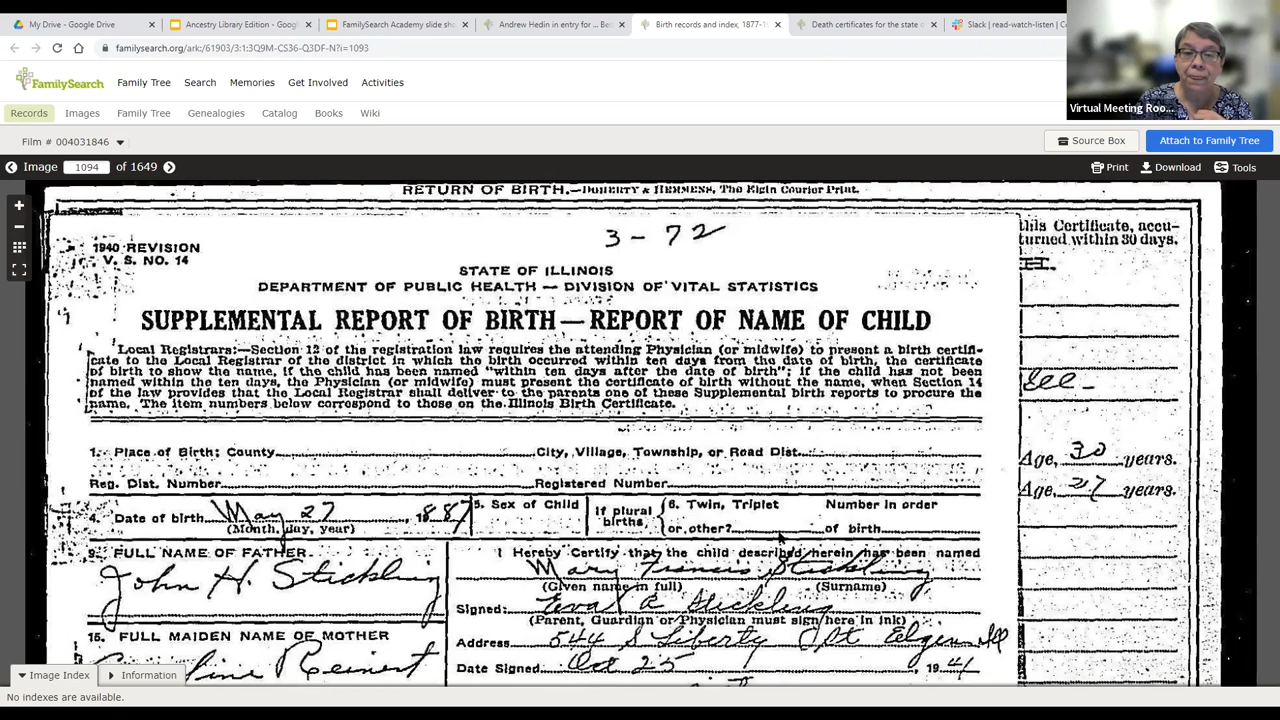 My Drive - Google Drive
Ancestry Library Edition - Google
FamilySearch Academy slide sho
Andrew Hedin in entry for ... Bes
Birth records and index, 1877-1
Death certificates for the state o
Slack | read-watch-listen | G
familysearch.org/ark:/61903/3:1:3Q9M-CS36-Q3DF-N?i=1093
FamilySearch
Family Tree Search Memories Get Involved Activities
Virtual Meeting Roo...
Records Images Family Tree Genealogies Catalog Books Wiki
Film # 004031846
Source Box
Attach to Family Tree
Image 1094 of 1649
Print Download Tools
RETURN OF BIRTH.—DOHERTY & HEMMENS, The Elgin Courier Print.
this Certificate, accu-
turned within 30 days.
H.
3 - 72
1940 REVISION
V. S. NO. 14
STATE OF ILLINOIS
DEPARTMENT OF PUBLIC HEALTH — DIVISION OF VITAL STATISTICS
SUPPLEMENTAL REPORT OF BIRTH — REPORT OF NAME OF CHILD
Local Registrars:—Section 12 of the registration law requires the attending Physician (or midwife) to present a birth certifi-
cate to the Local Registrar of the district in which the birth occurred within ten days from the date of birth, the certificate
of birth to show the name, if the child has been named "within ten days after the date of birth"; if the child has not been
named within the ten days, the Physician (or midwife) must present the certificate of birth without the name, when Section 14
of the law provides that the Local Registrar shall deliver to the parents one of these Supplemental birth reports to procure the
name. The item numbers below correspond to those on the Illinois Birth Certificate.
1. Place of Birth; County City, Village, Township, or Road Dist.
Reg. Dist. Number Registered Number
Age, 30 years.
Age, 27 years.
4. Date of birth May 27, 1887
(Month, day, year)
5. Sex of Child
If plural births
6. Twin, Triplet or other?
Number in order of birth
9. FULL NAME OF FATHER
John H. Stickling
I Hereby Certify that the child described herein has been named
Mary Francis Stickling
(Given name in full) (Surname)
Signed: Stickling
(Parent, Guardian or Physician must sign here in ink)
15. FULL MAIDEN NAME OF MOTHER
Reinert
Address 544 S Liberty St Elgin Ill
Date Signed Oct 25 1941
Image Index Information
No indexes are available.